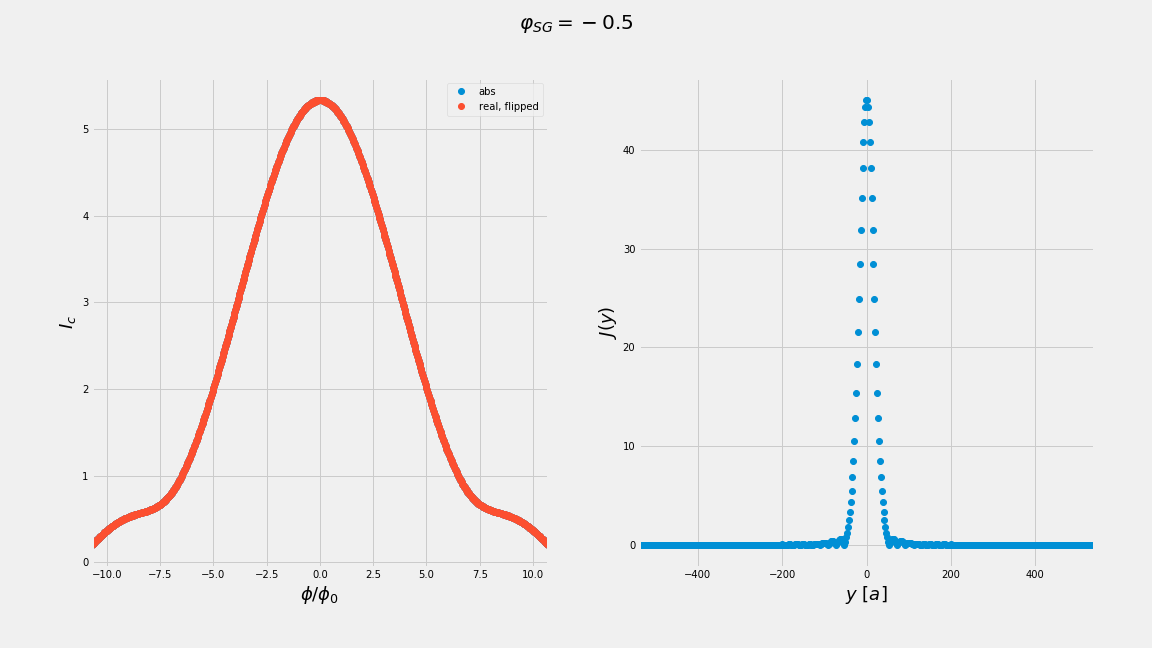 φ_SG = −0.5
abs
real, flipped
5
4
3
2
1
0
I_c
−10.0 −7.5 −5.0 −2.5 0.0 2.5 5.0 7.5 10.0
ϕ/ϕ_0
40
30
20
10
0
J(y)
−400 −200 0 200 400
y [a]